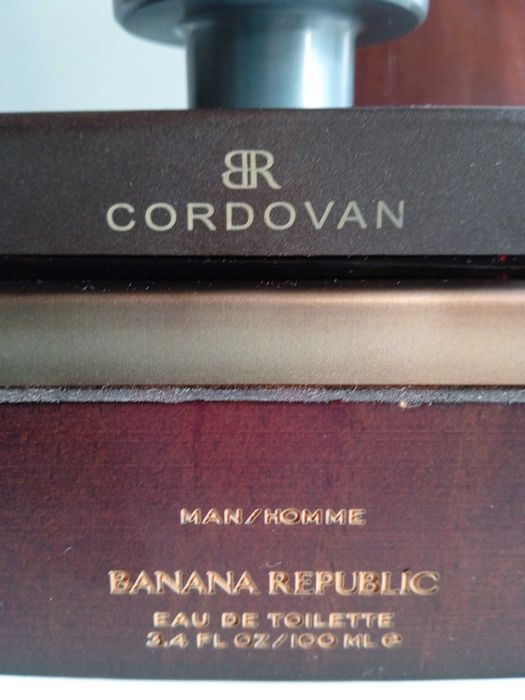 BR
CORDOVAN
MAN/HOMME
BANANA REPUBLIC
EAU DE TOILETTE
3.4 FL OZ/100 ML ℮